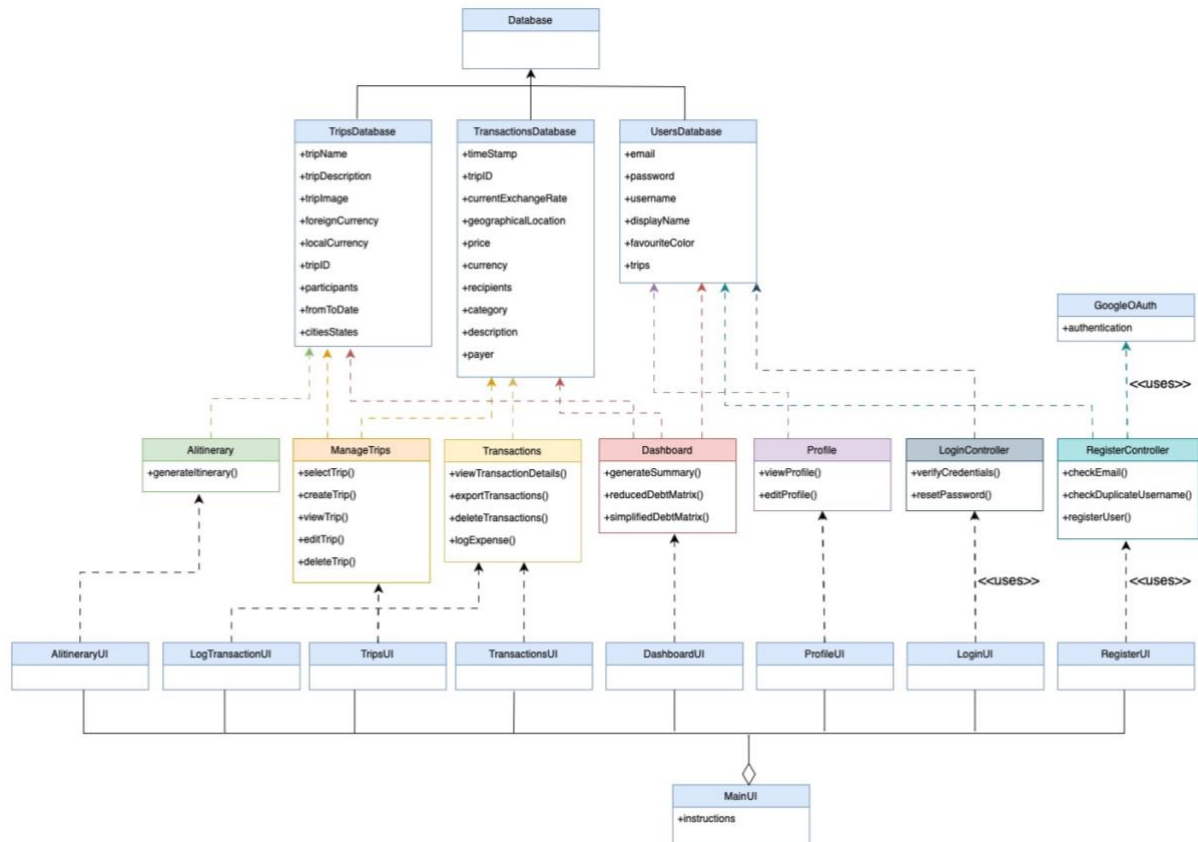 Database
TripsDatabase
+tripName
+tripDescription
+tripImage
+foreignCurrency
+localCurrency
+tripID
+participants
+fromToDate
+citiesStates
TransactionsDatabase
+timeStamp
+tripID
+currentExchangeRate
+geographicalLocation
+price
+currency
+recipients
+category
+description
+payer
UsersDatabase
+email
+password
+username
+displayName
+favouriteColor
+trips
GoogleOAuth
+authentication
<<uses>>
AIitinerary
+generateItinerary()
ManageTrips
+selectTrip()
+createTrip()
+viewTrip()
+editTrip()
+deleteTrip()
Transactions
+viewTransactionDetails()
+exportTransactions()
+deleteTransactions()
+logExpense()
Dashboard
+generateSummary()
+reducedDebtMatrix()
+simplifiedDebtMatrix()
Profile
+viewProfile()
+editProfile()
LoginController
+verifyCredentials()
+resetPassword()
RegisterController
+checkEmail()
+checkDuplicateUsername()
+registerUser()
<<uses>>
<<uses>>
AIitineraryUI
LogTransactionUI
TripsUI
TransactionsUI
DashboardUI
ProfileUI
LoginUI
RegisterUI
MainUI
+instructions